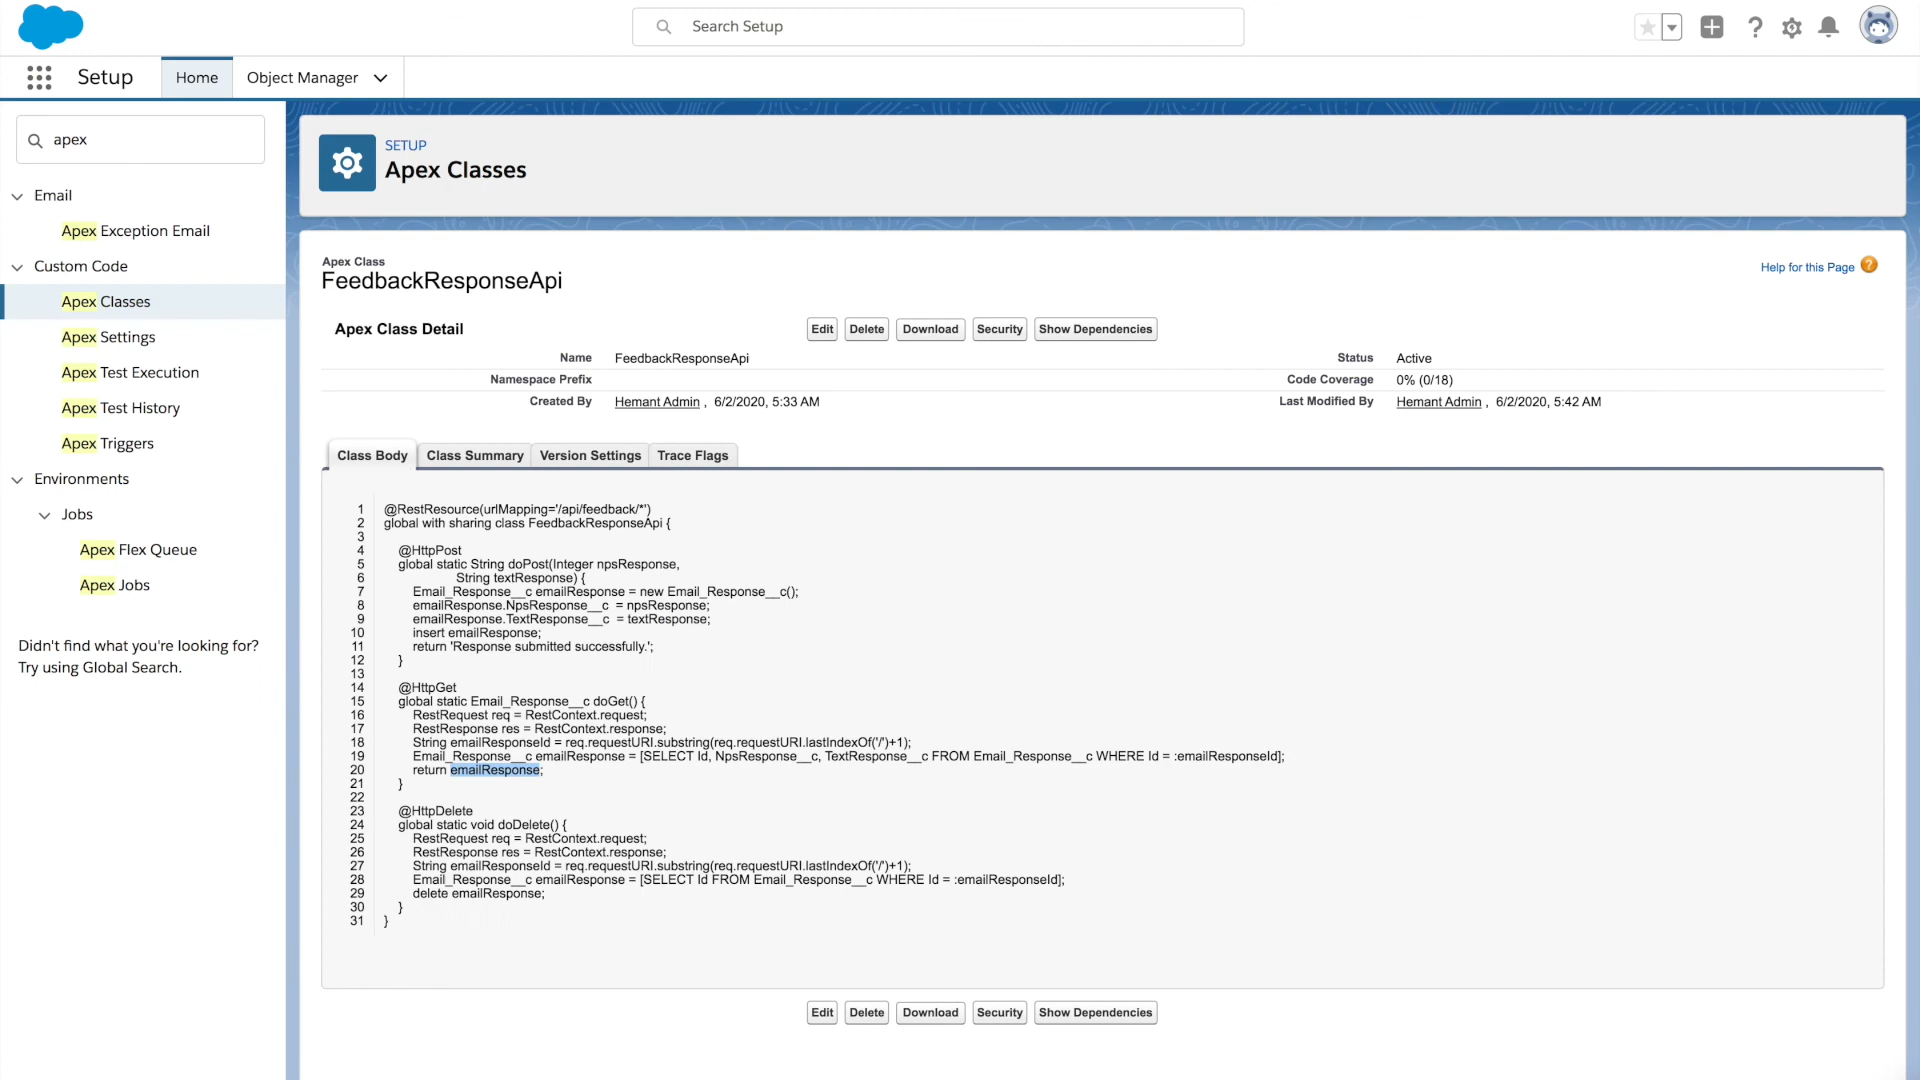 Search Setup
Setup
Home
Object Manager
apex
Email
Apex Exception Email
Custom Code
Apex Classes
Apex Settings
Apex Test Execution
Apex Test History
Apex Triggers
Environments
Jobs
Apex Flex Queue
Apex Jobs
Didn't find what you're looking for?
Try using Global Search.
SETUP
Apex Classes
Apex Class
FeedbackResponseApi
Help for this Page
Apex Class Detail
Edit Delete Download Security Show Dependencies
Name FeedbackResponseApi Status Active
Namespace Prefix Code Coverage 0% (0/18)
Created By Hemant Admin , 6/2/2020, 5:33 AM Last Modified By Hemant Admin , 6/2/2020, 5:42 AM
Class Body Class Summary Version Settings Trace Flags
1 @RestResource(urlMapping='/api/feedback/*')
2 global with sharing class FeedbackResponseApi {
3
4 @HttpPost
5 global static String doPost(Integer npsResponse,
6 String textResponse) {
7 Email_Response__c emailResponse = new Email_Response__c();
8 emailResponse.NpsResponse__c = npsResponse;
9 emailResponse.TextResponse__c = textResponse;
10 insert emailResponse;
11 return 'Response submitted successfully.';
12 }
13
14 @HttpGet
15 global static Email_Response__c doGet() {
16 RestRequest req = RestContext.request;
17 RestResponse res = RestContext.response;
18 String emailResponseId = req.requestURI.substring(req.requestURI.lastIndexOf('/')+1);
19 Email_Response__c emailResponse = [SELECT Id, NpsResponse__c, TextResponse__c FROM Email_Response__c WHERE Id = :emailResponseId];
20 return emailResponse;
21 }
22
23 @HttpDelete
24 global static void doDelete() {
25 RestRequest req = RestContext.request;
26 RestResponse res = RestContext.response;
27 String emailResponseId = req.requestURI.substring(req.requestURI.lastIndexOf('/')+1);
28 Email_Response__c emailResponse = [SELECT Id FROM Email_Response__c WHERE Id = :emailResponseId];
29 delete emailResponse;
30 }
31 }
Edit Delete Download Security Show Dependencies